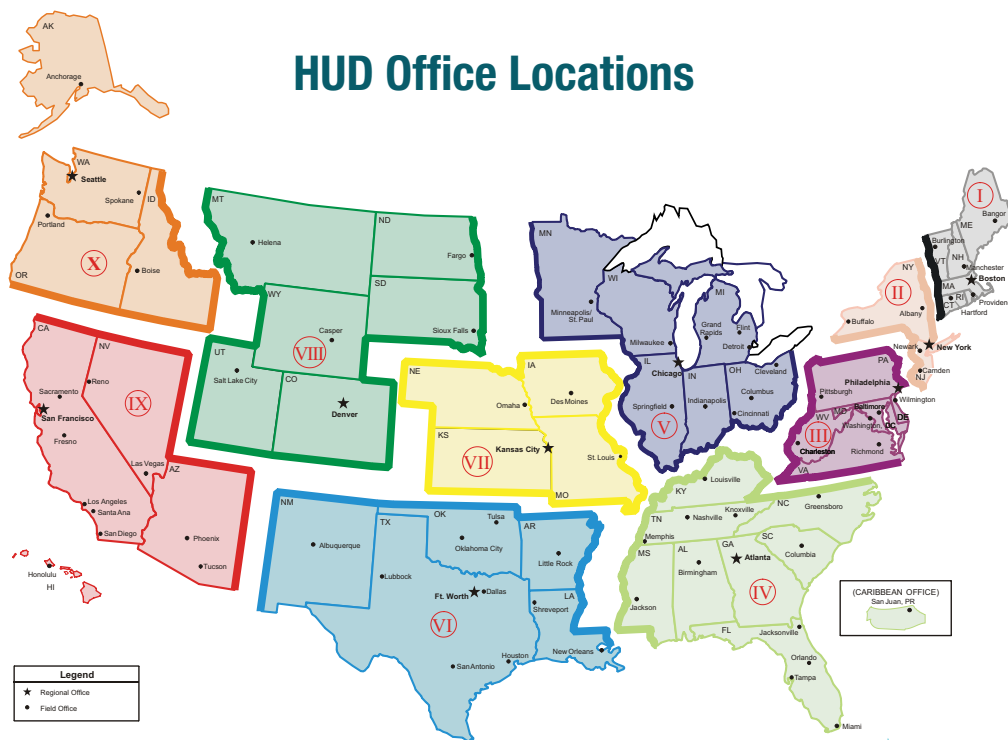 HUD Office Locations
AK
Anchorage
WA
Seattle
Spokane
ID
Portland
X
Boise
OR
MT
Helena
ND
Fargo
SD
Sioux Falls
WY
Casper
VIII
UT
Salt Lake City
CO
Denver
CA
NV
Reno
Sacramento
San Francisco
IX
Fresno
Las Vegas
AZ
Los Angeles
Santa Ana
San Diego
Phoenix
Tucson
Honolulu
HI
NE
Omaha
IA
Des Moines
KS
Kansas City
VII
St. Louis
MO
MN
Minneapolis/
St. Paul
WI
Milwaukee
MI
Grand
Rapids
Flint
Detroit
IL
Chicago
IN
OH
Cleveland
Columbus
Springfield
Indianapolis
Cincinnati
V
I
ME
Bangor
Burlington
VT
NH
Manchester
Boston
MA
CT
RI
Providen
Hartford
NY
II
Albany
Buffalo
Newark
New York
NJ
Camden
PA
Philadelphia
Pittsburgh
Wilmington
WV
MD
Baltimore
DE
Washington,
DC
III
Charleston
Richmond
VA
NM
Albuquerque
TX
Lubbock
OK
Tulsa
Oklahoma City
AR
Little Rock
Ft. Worth
Dallas
LA
Shreveport
VI
Houston
New Orleans
San Antonio
KY
Louisville
NC
Greensboro
TN
Nashville
Knoxville
Memphis
MS
AL
Birmingham
GA
Atlanta
SC
Columbia
Jackson
IV
FL
Jacksonville
Orlando
Tampa
Miami
(CARIBBEAN OFFICE)
San Juan, PR
Legend
Regional Office
Field Office